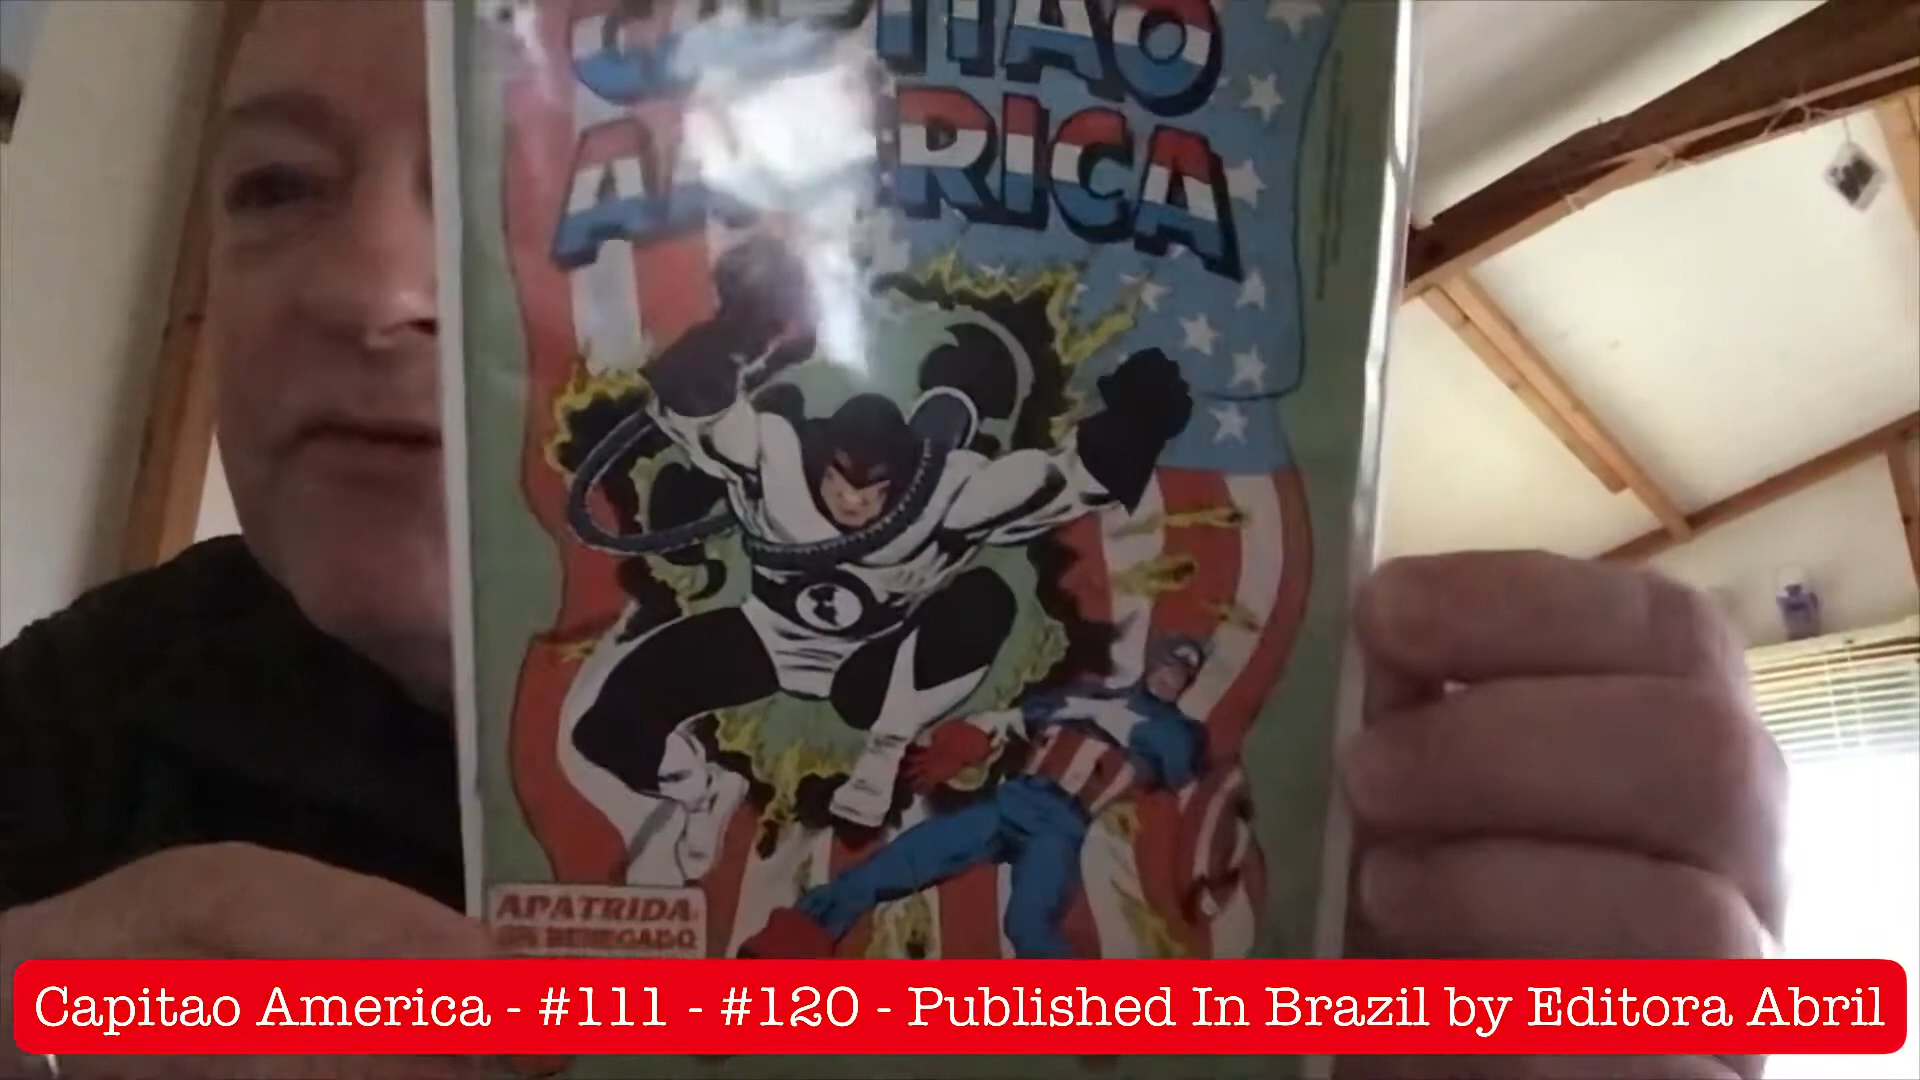 CAPITÃO
AMÉRICA
APATRIDA:
UM RENEGADO
Capitao America - #111 - #120 - Published In Brazil by Editora Abril